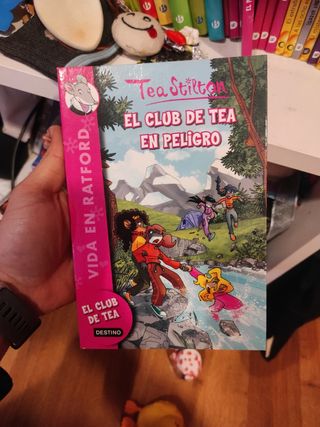 Tea Stilton
EL CLUB DE TEA
EN PELIGRO
VIDA EN RATFORD
EL CLUB
DE TEA
DESTINO